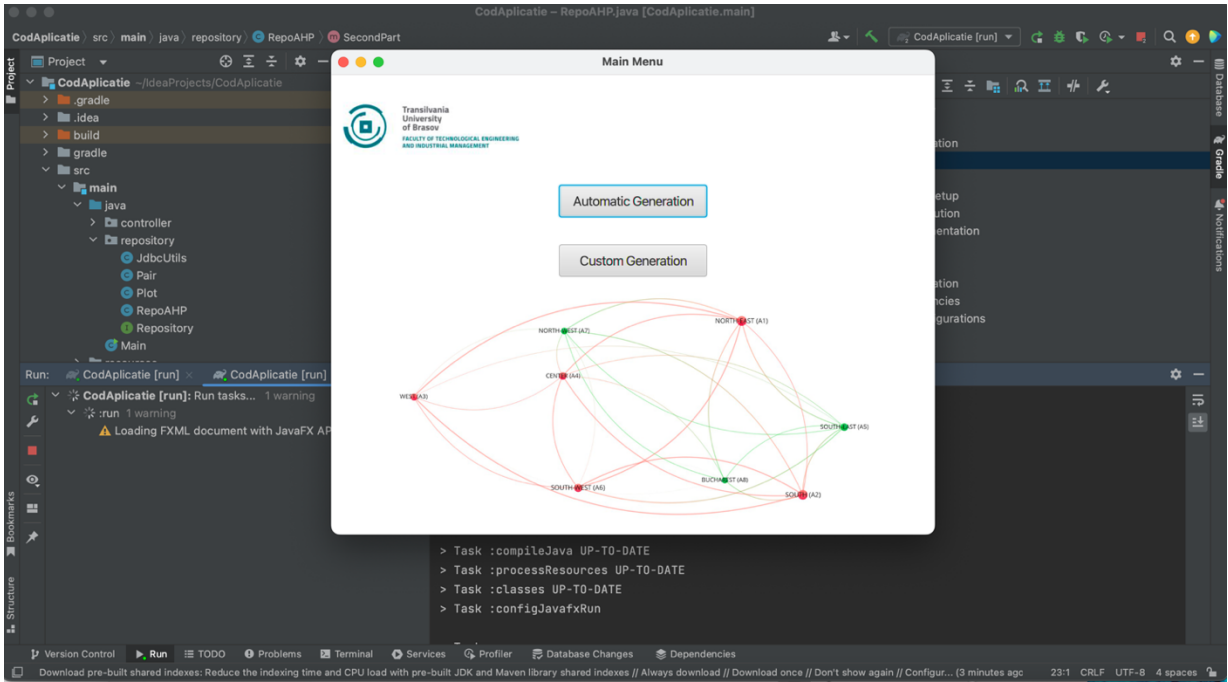 CodAplicatie – RepoAHP.java [CodAplicatie.main]
CodAplicatie src main java repository RepoAHP SecondPart
CodAplicatie [run]
Project
Project
CodAplicatie ~/IdeaProjects/CodAplicatie
.gradle
.idea
build
gradle
src
main
java
controller
repository
JdbcUtils
Pair
Plot
RepoAHP
Repository
Main
Main Menu
Transilvania
University
of Brasov
FACULTY OF TECHNOLOGICAL ENGINEERING
AND INDUSTRIAL MANAGEMENT
Automatic Generation
Custom Generation
NORTH-WEST (A7)
NORTH-EAST (A1)
CENTER (A4)
WEST (A3)
SOUTH-EAST (A5)
BUCHAREST (A8)
SOUTH-WEST (A6)
SOUTH (A2)
Database
Gradle
Notifications
Run: CodAplicatie [run] CodAplicatie [run]
CodAplicatie [run]: Run tasks... 1 warning
:run 1 warning
Loading FXML document with JavaFX AP
Bookmarks
Structure
> Task :compileJava UP-TO-DATE
> Task :processResources UP-TO-DATE
> Task :classes UP-TO-DATE
> Task :configJavafxRun
Version Control Run TODO Problems Terminal Services Profiler Database Changes Dependencies
Download pre-built shared indexes: Reduce the indexing time and CPU load with pre-built JDK and Maven library shared indexes // Always download // Download once // Don't show again // Configur... (3 minutes ago 23:1 CRLF UTF-8 4 spaces